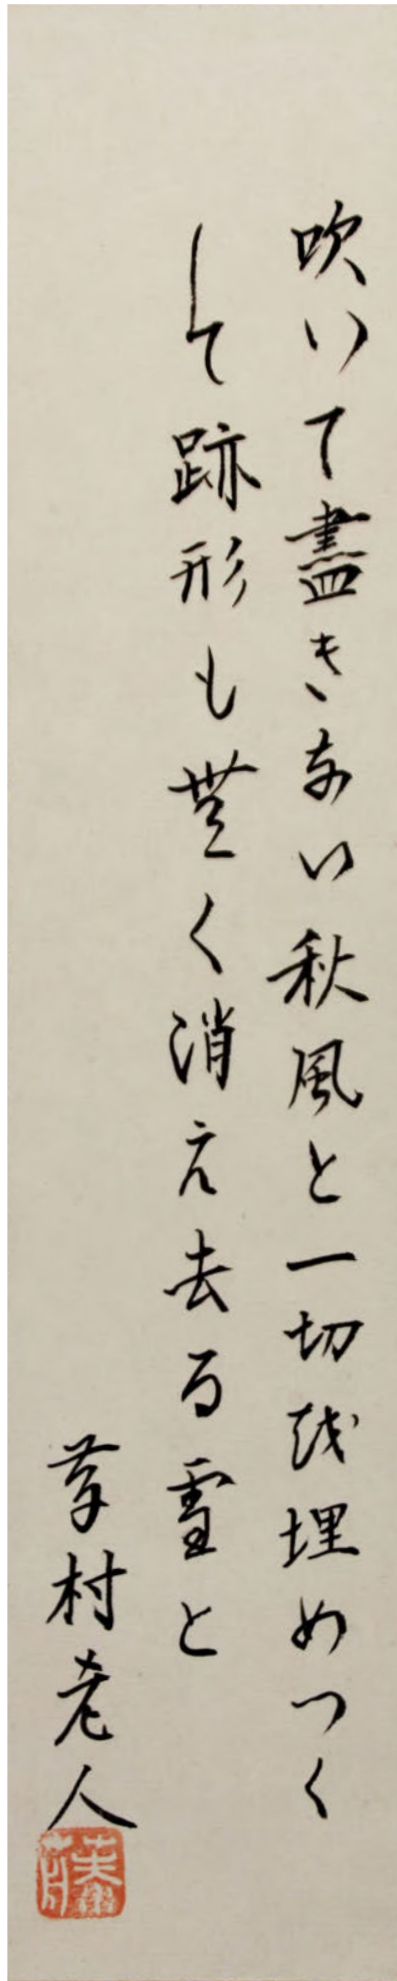 吹いて盡きない秋風と一切を埋めつく
して跡形も無く消え去る雪と
藤村老人
藤